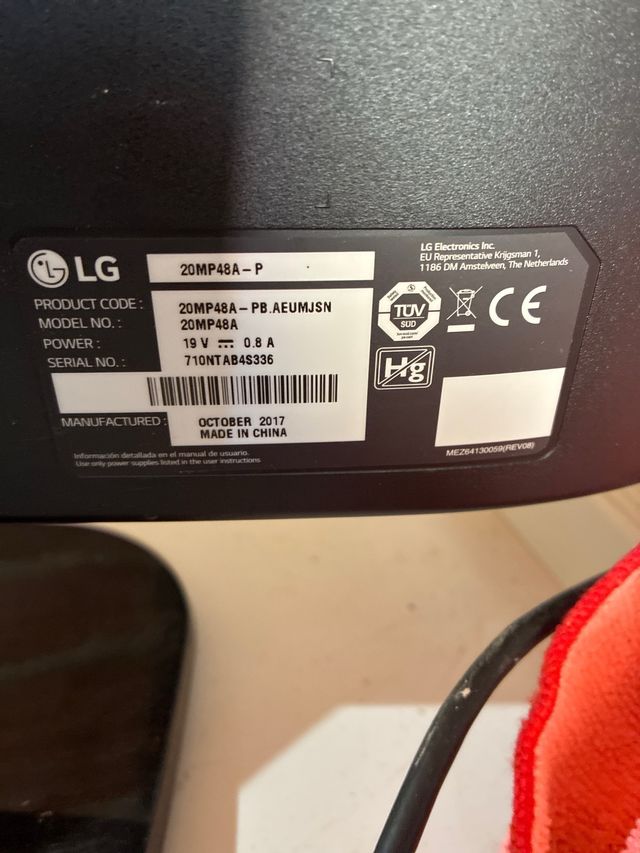 LG
20MP48A-P
LG Electronics Inc.
EU Representative Krijgsman 1,
1186 DM Amstelveen, The Netherlands
PRODUCT CODE : 20MP48A-PB.AEUMJSN
MODEL NO. : 20MP48A
POWER : 19 V ⎓ 0.8 A
SERIAL NO. : 710NTAB4S336
TÜV
SÜD
CE
Hg
MANUFACTURED : OCTOBER 2017
MADE IN CHINA
Información detallada en el manual de usuario.
Use only power supplies listed in the user instructions
MEZ64130059(REV08)